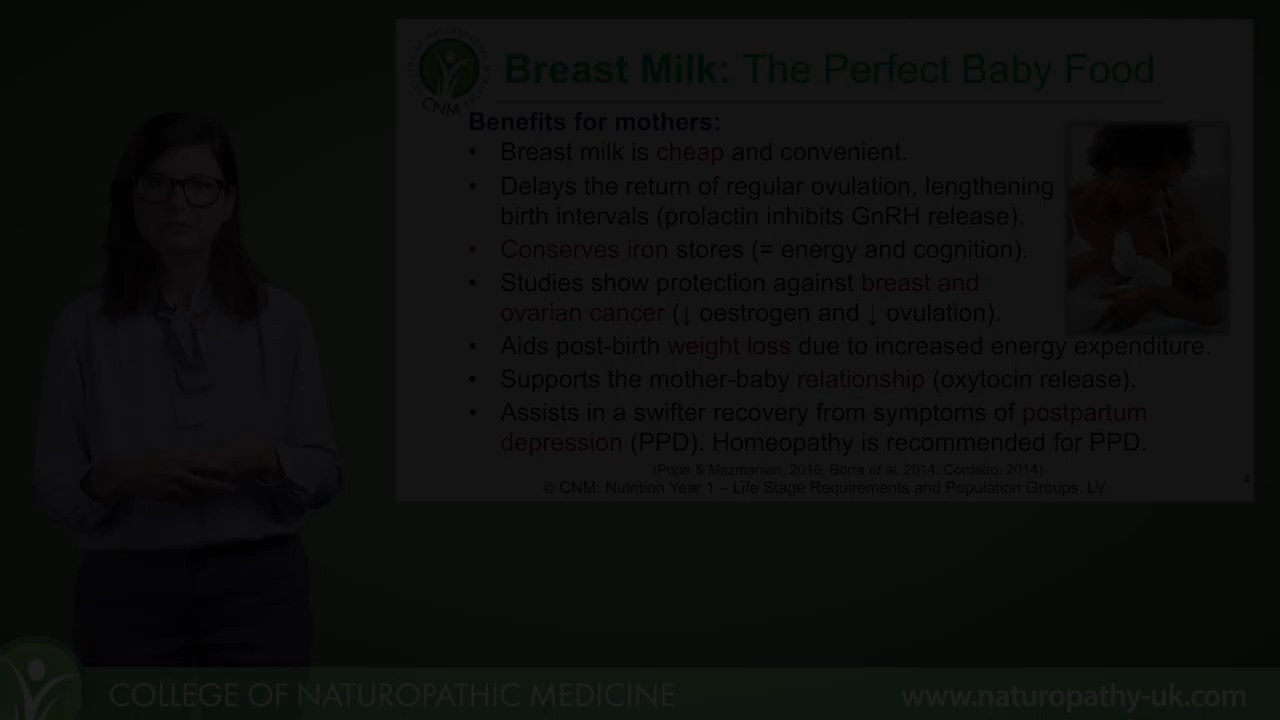 Breast Milk: The Perfect Baby Food
CNM
Benefits for mothers:
• Breast milk is cheap and convenient.
• Delays the return of regular ovulation, lengthening
birth intervals (prolactin inhibits GnRH release).
• Conserves iron stores (= energy and cognition).
• Studies show protection against breast and
ovarian cancer (↓ oestrogen and ↓ ovulation).
• Aids post-birth weight loss due to increased energy expenditure.
• Supports the mother-baby relationship (oxytocin release).
• Assists in a swifter recovery from symptoms of postpartum
depression (PPD). Homeopathy is recommended for PPD.
(Pope & Mazmanian, 2016; Borra et al. 2014; Cordeiro, 2014)
© CNM: Nutrition Year 1 – Life Stage Requirements and Population Groups. LV
4
COLLEGE OF NATUROPATHIC MEDICINE
www.naturopathy-uk.com